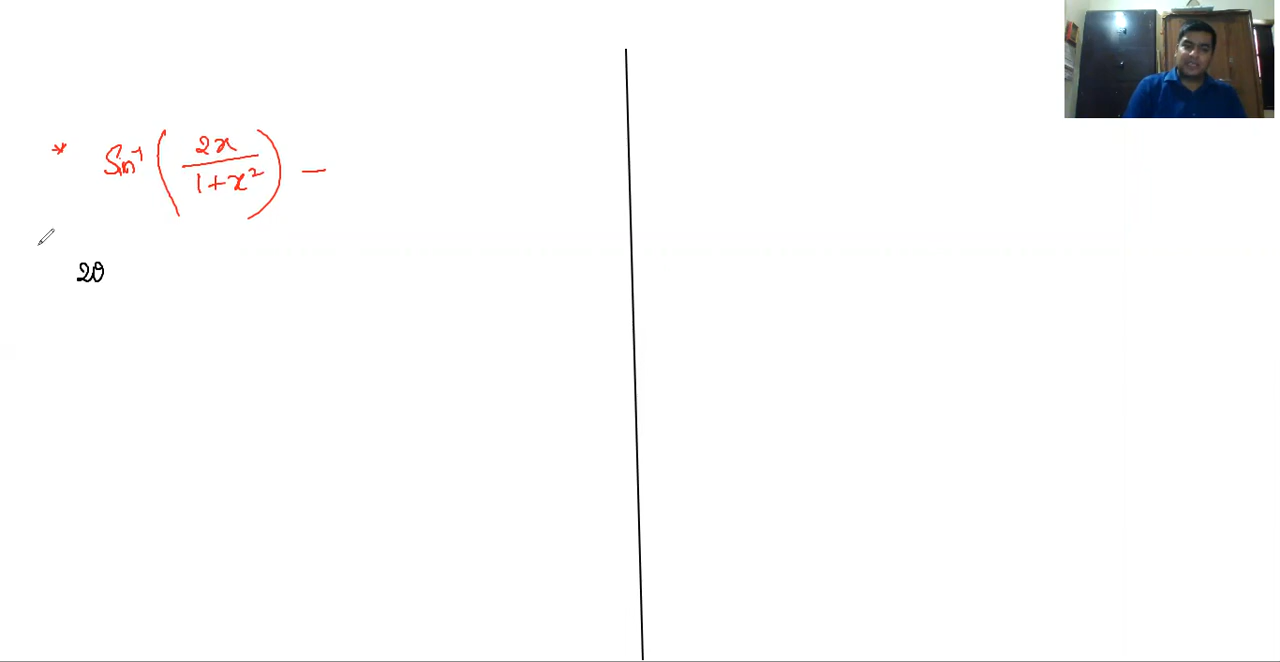 * Sin⁻¹ ( 2x / 1+x² ) –
2θ